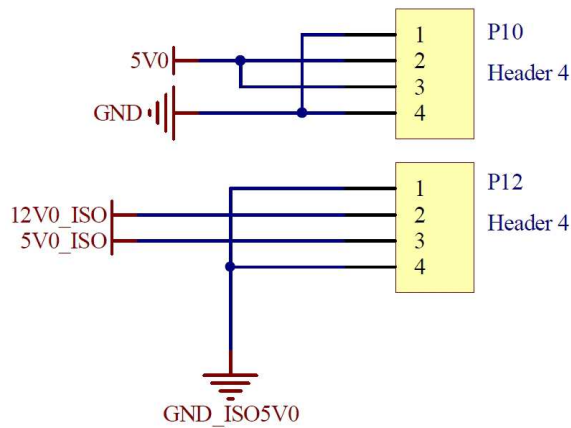 1 P10
5V0 2
3 Header 4
GND 4
1 P12
12V0_ISO 2 Header 4
5V0_ISO 3
4
GND_ISO5V0